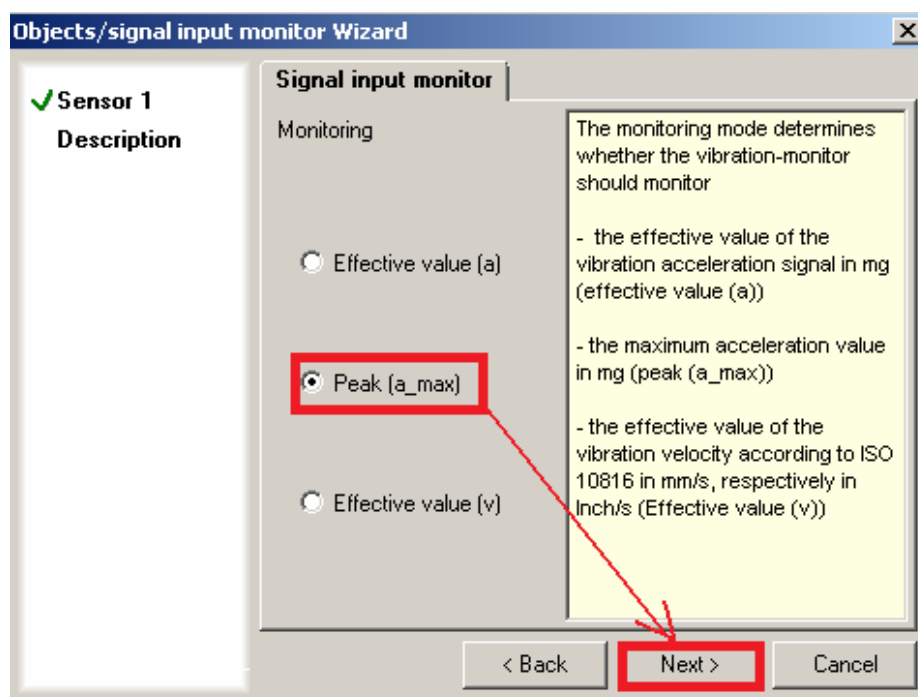 Objects/signal input monitor Wizard
Sensor 1
Description
Signal input monitor
Monitoring
Effective value (a)
Peak (a_max)
Effective value (v)
The monitoring mode determines
whether the vibration-monitor
should monitor
- the effective value of the
vibration acceleration signal in mg
(effective value (a))
- the maximum acceleration value
in mg (peak (a_max))
- the effective value of the
vibration velocity according to ISO
10816 in mm/s, respectively in
Inch/s (Effective value (v))
< Back
Next >
Cancel